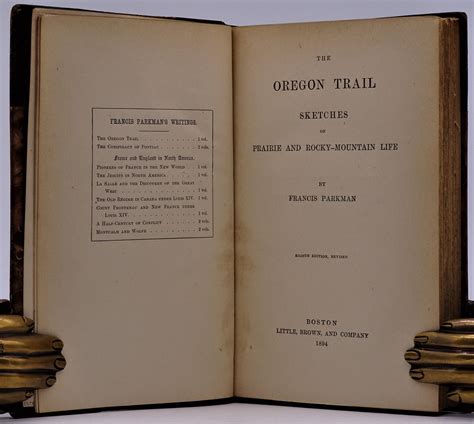 FRANCIS PARKMAN'S WRITINGS.
THE OREGON TRAIL . . . . . . 1 vol.
THE CONSPIRACY OF PONTIAC . . 2 vols.
France and England in North America.
PIONEERS OF FRANCE IN THE NEW WORLD . . 1 vol.
THE JESUITS IN NORTH AMERICA . . . . 1 vol.
LA SALLE AND THE DISCOVERY OF THE GREAT
WEST . . . . . . 1 vol.
THE OLD RÉGIME IN CANADA UNDER LOUIS XIV. 1 vol.
COUNT FRONTENAC AND NEW FRANCE UNDER
LOUIS XIV. . . . . . 1 vol.
A HALF-CENTURY OF CONFLICT . . . . 2 vols.
MONTCALM AND WOLFE . . . . 2 vols.
THE
OREGON TRAIL
SKETCHES
OF
PRAIRIE AND ROCKY-MOUNTAIN LIFE
BY
FRANCIS PARKMAN
EIGHTH EDITION, REVISED
BOSTON
LITTLE, BROWN, AND COMPANY
1894